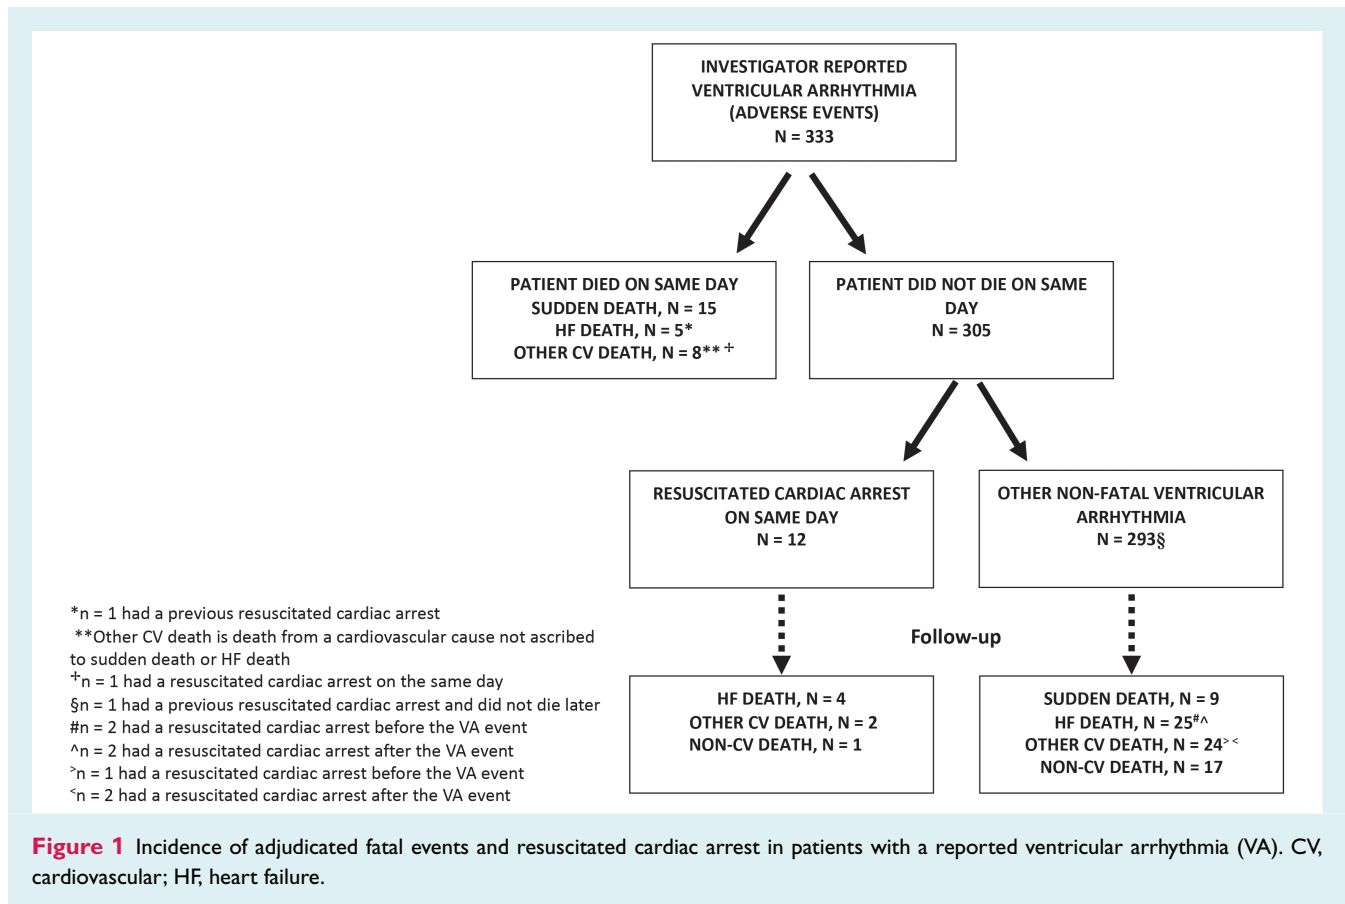 INVESTIGATOR REPORTED
VENTRICULAR ARRHYTHMIA
(ADVERSE EVENTS)
N = 333
PATIENT DIED ON SAME DAY
SUDDEN DEATH, N = 15
HF DEATH, N = 5*
OTHER CV DEATH, N = 8** ✢
PATIENT DID NOT DIE ON SAME
DAY
N = 305
RESUSCITATED CARDIAC ARREST
ON SAME DAY
N = 12
OTHER NON-FATAL VENTRICULAR
ARRHYTHMIA
N = 293§
Follow-up
HF DEATH, N = 4
OTHER CV DEATH, N = 2
NON-CV DEATH, N = 1
SUDDEN DEATH, N = 9
HF DEATH, N = 25#^
OTHER CV DEATH, N = 24> <
NON-CV DEATH, N = 17
*n = 1 had a previous resuscitated cardiac arrest
**Other CV death is death from a cardiovascular cause not ascribed
to sudden death or HF death
✢n = 1 had a resuscitated cardiac arrest on the same day
§n = 1 had a previous resuscitated cardiac arrest and did not die later
#n = 2 had a resuscitated cardiac arrest before the VA event
^n = 2 had a resuscitated cardiac arrest after the VA event
>n = 1 had a resuscitated cardiac arrest before the VA event
<n = 2 had a resuscitated cardiac arrest after the VA event
Figure 1 Incidence of adjudicated fatal events and resuscitated cardiac arrest in patients with a reported ventricular arrhythmia (VA). CV,
cardiovascular; HF, heart failure.